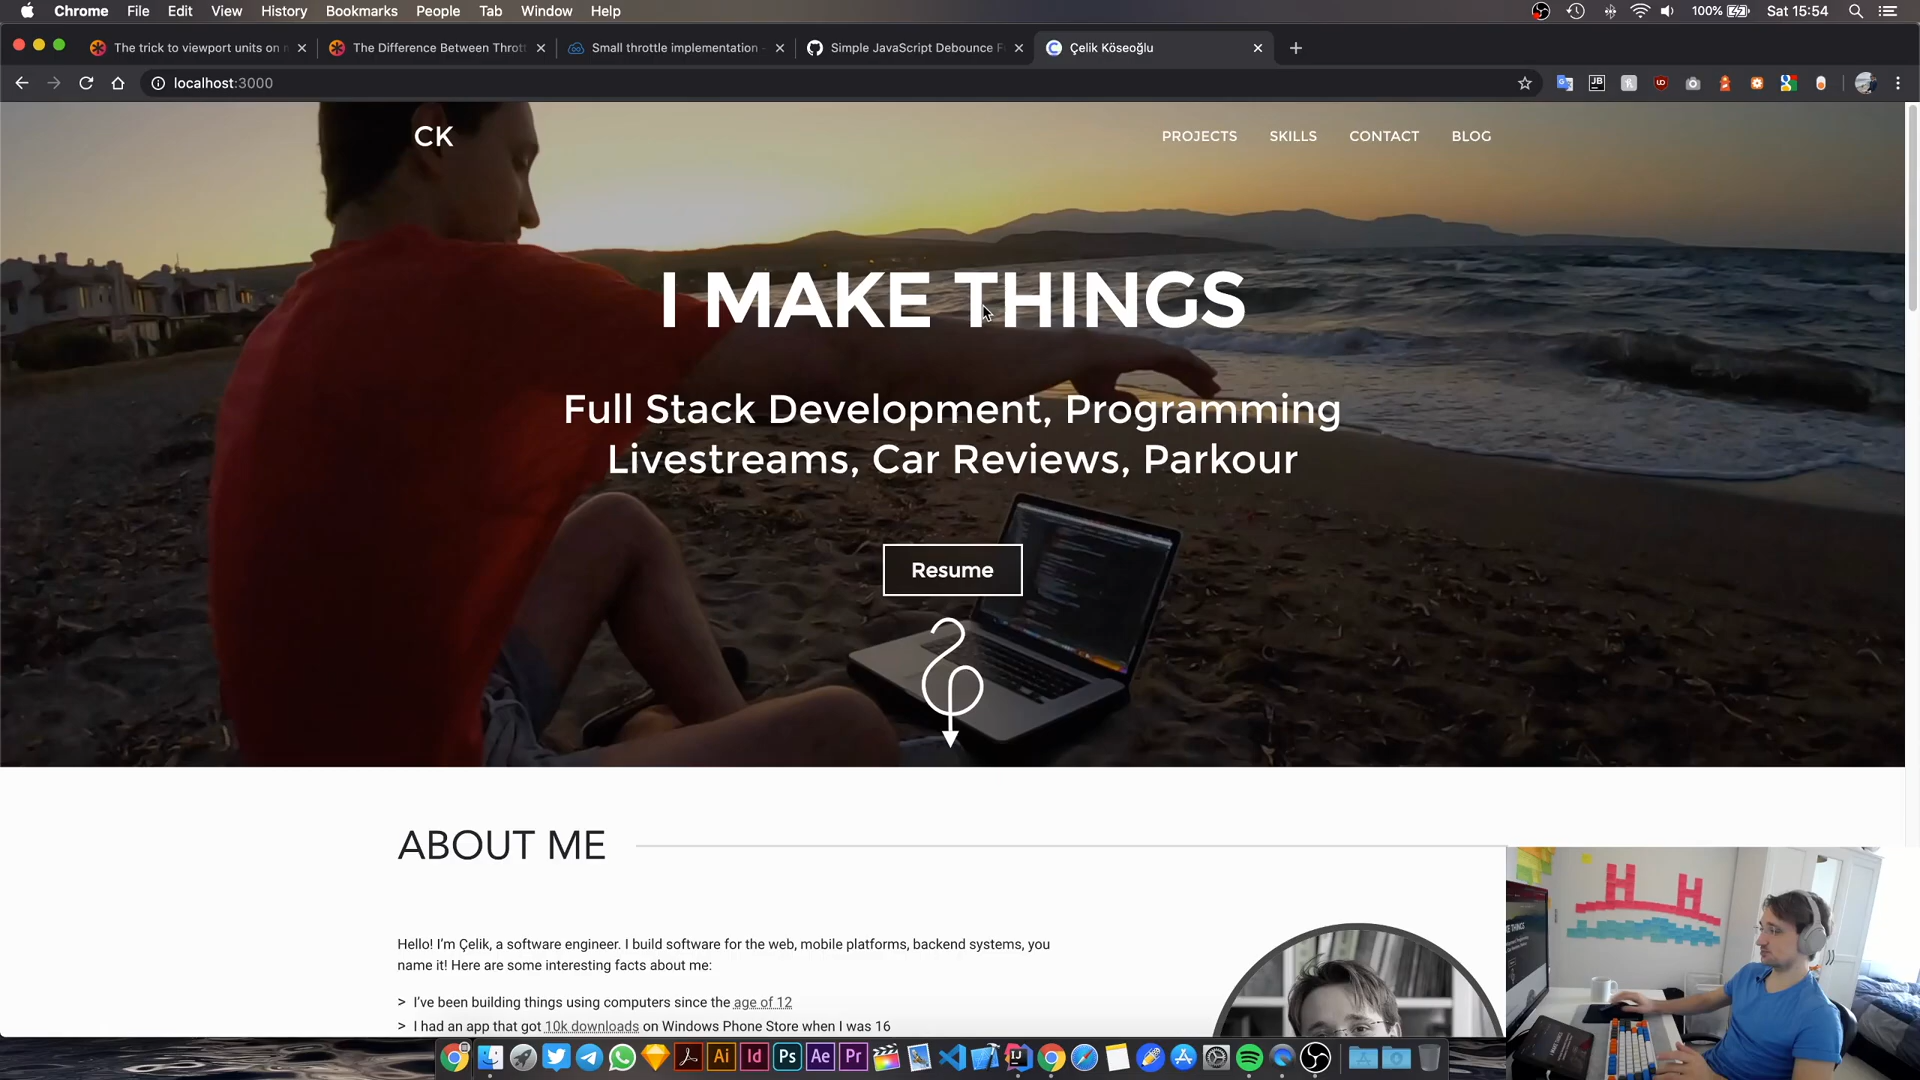 Chrome File Edit View History Bookmarks People Tab Window Help
100% Sat 15:54
The trick to viewport units on
The Difference Between Thrott
Small throttle implementation -
Simple JavaScript Debounce F
Çelik Köseoğlu
localhost:3000
CK
PROJECTS SKILLS CONTACT BLOG
I MAKE THINGS
Full Stack Development, Programming
Livestreams, Car Reviews, Parkour
Resume
ABOUT ME
Hello! I'm Çelik, a software engineer. I build software for the web, mobile platforms, backend systems, you
name it! Here are some interesting facts about me:
> I've been building things using computers since the age of 12
> I had an app that got 10k downloads on Windows Phone Store when I was 16
Ai Id Ps Ae Pr